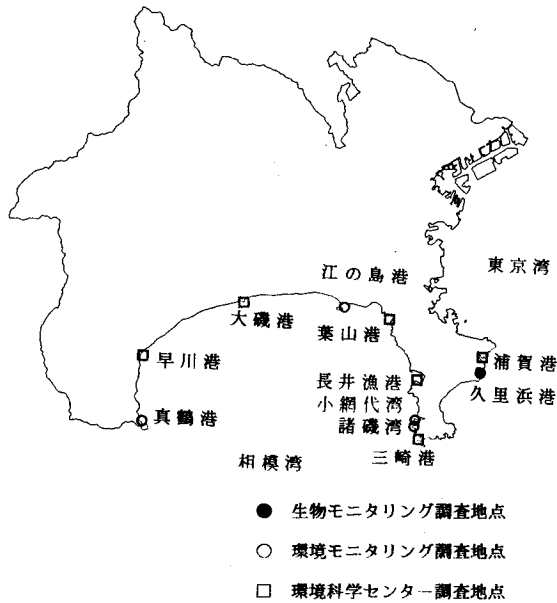 江の島港
東京湾
大磯港
葉山港
早川港
浦賀港
長井漁港
久里浜港
小網代湾
真鶴港
諸磯湾
三崎港
相模湾
● 生物モニタリング調査地点
○ 環境モニタリング調査地点
□ 環境科学センター調査地点